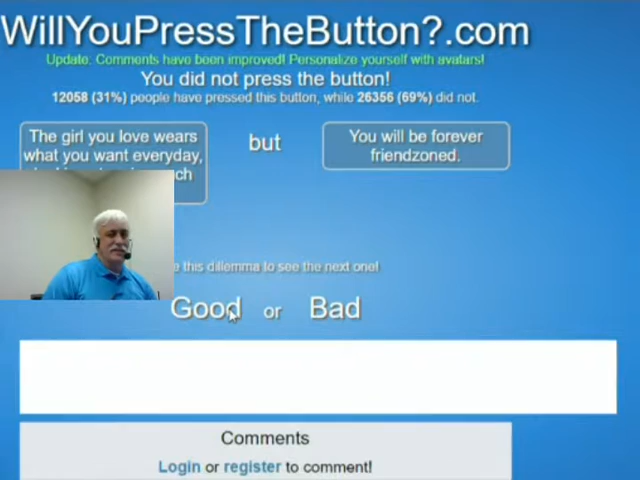 WillYouPressTheButton?.com
Update: Comments have been improved! Personalize yourself with avatars!
You did not press the button!
12058 (31%) people have pressed this button, while 26356 (69%) did not.
The girl you love wears
what you want everyday,
but
You will be forever
friendzoned.
this dilemma to see the next one!
Good or Bad
Comments
Login or register to comment!